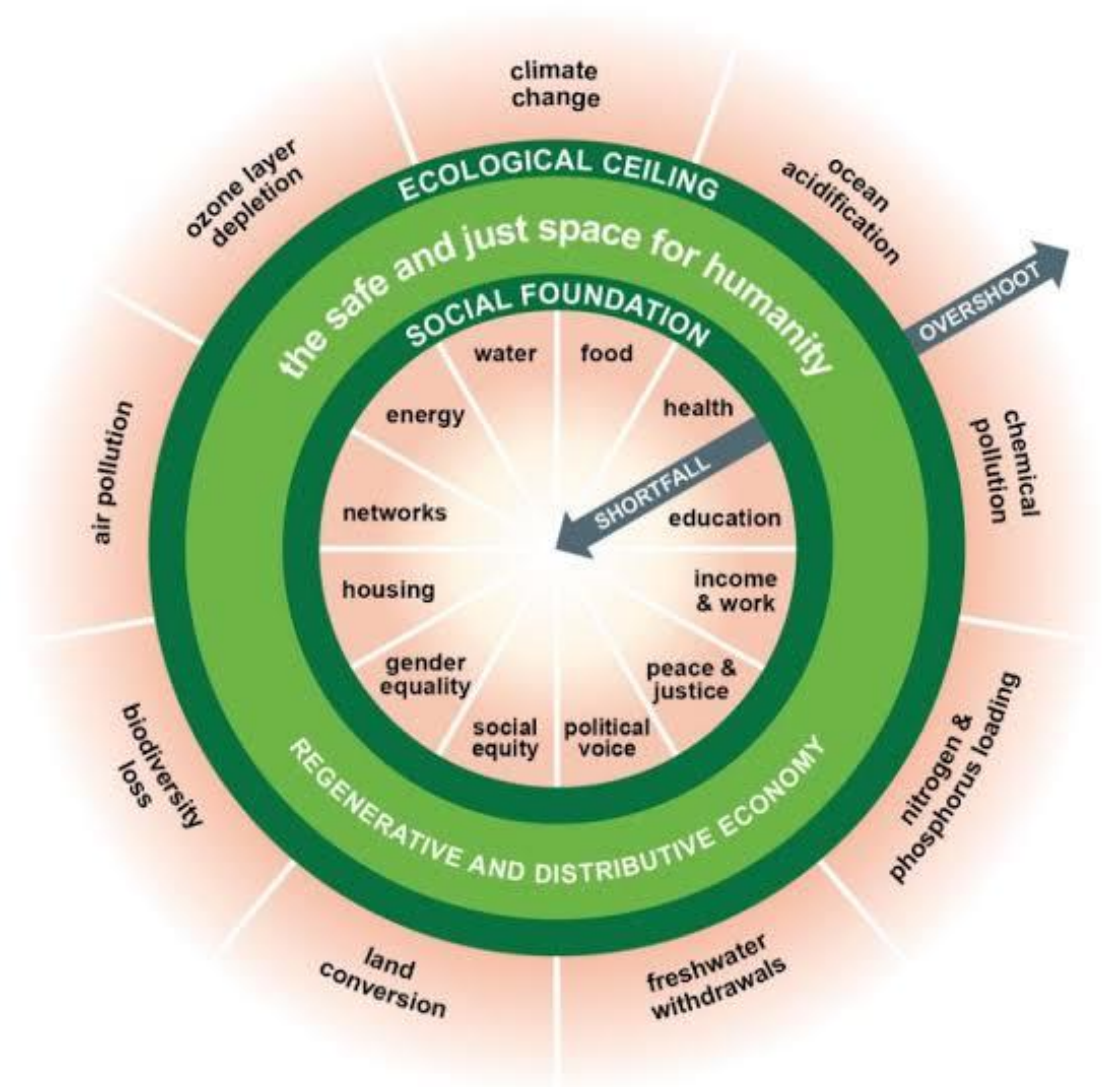 climate
change
ocean
acidification
chemical
pollution
nitrogen &
phosphorus loading
freshwater
withdrawals
land
conversion
biodiversity
loss
air pollution
ozone layer
depletion
OVERSHOOT
ECOLOGICAL CEILING
the safe and just space for humanity
SOCIAL FOUNDATION
water
food
health
SHORTFALL
education
income
& work
peace &
justice
political
voice
social
equity
gender
equality
housing
networks
energy
REGENERATIVE AND DISTRIBUTIVE ECONOMY